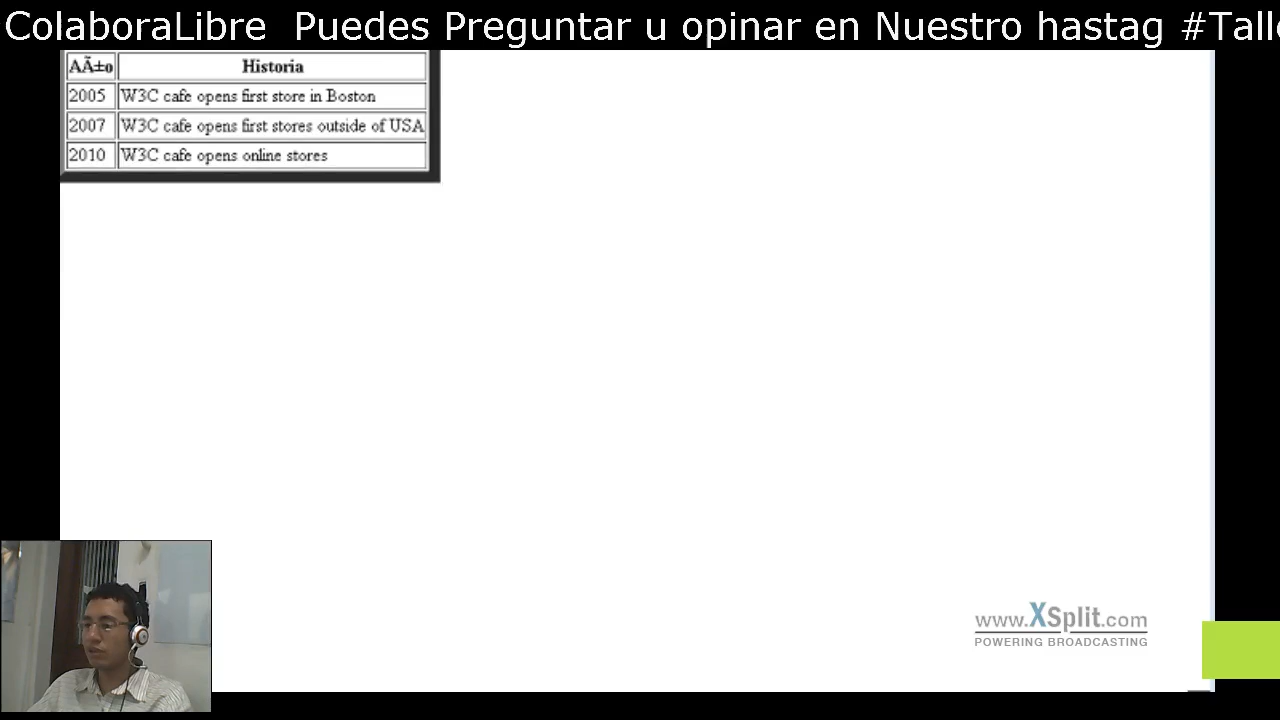 ColaboraLibre  Puedes Preguntar u opinar en Nuestro hastag #Talle
AÃ±o Historia
2005 W3C cafe opens first store in Boston
2007 W3C cafe opens first stores outside of USA
2010 W3C cafe opens online stores
www.XSplit.com
POWERING BROADCASTING